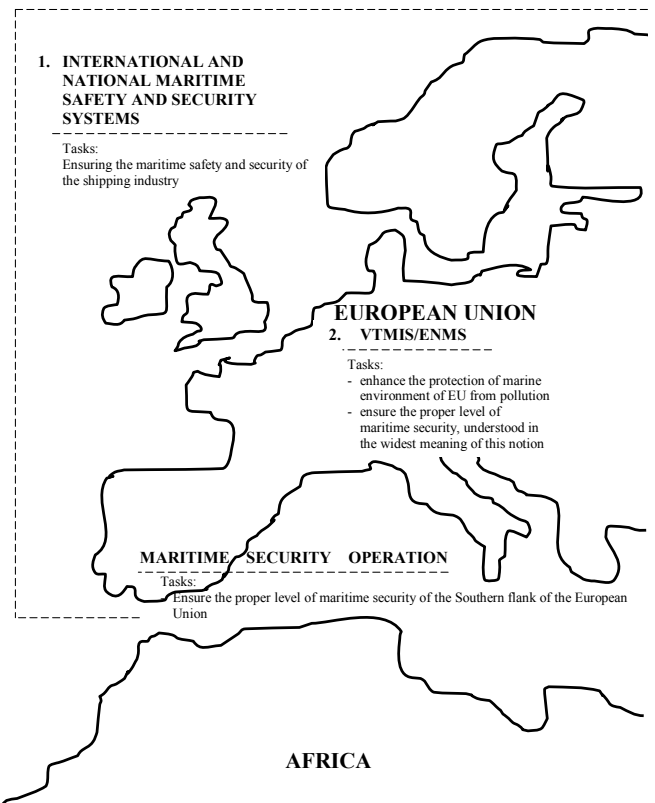 1. INTERNATIONAL AND
NATIONAL MARITIME
SAFETY AND SECURITY
SYSTEMS
Tasks:
Ensuring the maritime safety and security of
the shipping industry
EUROPEAN UNION
2. VTMIS/ENMS
Tasks:
- enhance the protection of marine
environment of EU from pollution
- ensure the proper level of
maritime security, understood in
the widest meaning of this notion
MARITIME SECURITY OPERATION
Tasks:
Ensure the proper level of maritime security of the Southern flank of the European
Union
AFRICA